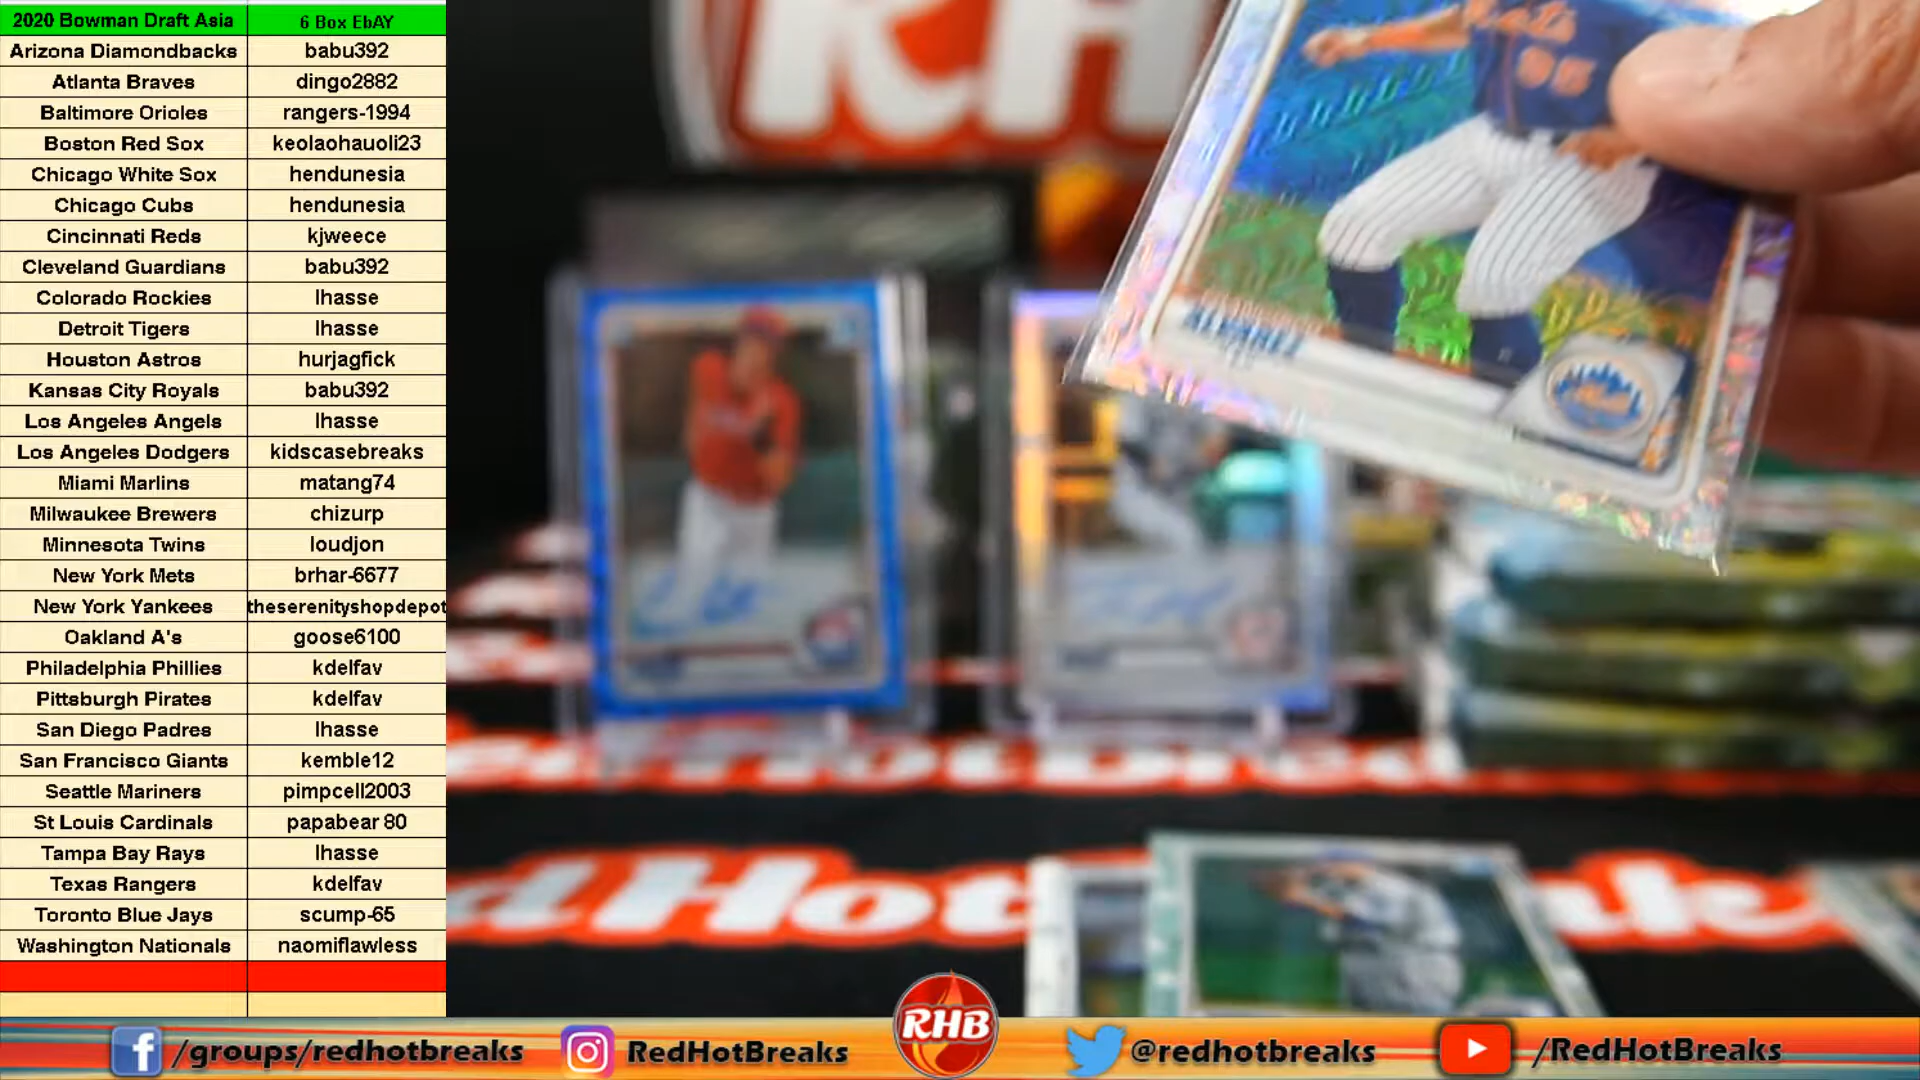 2020 Bowman Draft Asia 6 Box EbAY
Arizona Diamondbacks babu392
Atlanta Braves dingo2882
Baltimore Orioles rangers-1994
Boston Red Sox keolaohauoli23
Chicago White Sox hendunesia
Chicago Cubs hendunesia
Cincinnati Reds kjweece
Cleveland Guardians babu392
Colorado Rockies lhasse
Detroit Tigers lhasse
Houston Astros hurjagfick
Kansas City Royals babu392
Los Angeles Angels lhasse
Los Angeles Dodgers kidscasebreaks
Miami Marlins matang74
Milwaukee Brewers chizurp
Minnesota Twins loudjon
New York Mets brhar-6677
New York Yankees theserenityshopdepot
Oakland A's goose6100
Philadelphia Phillies kdelfav
Pittsburgh Pirates kdelfav
San Diego Padres lhasse
San Francisco Giants kemble12
Seattle Mariners pimpcell2003
St Louis Cardinals papabear 80
Tampa Bay Rays lhasse
Texas Rangers kdelfav
Toronto Blue Jays scump-65
Washington Nationals naomiflawless
RH
Mets
95
ALVAREZ
Mets
RHB
/groups/redhotbreaks RedHotBreaks @redhotbreaks /RedHotBreaks